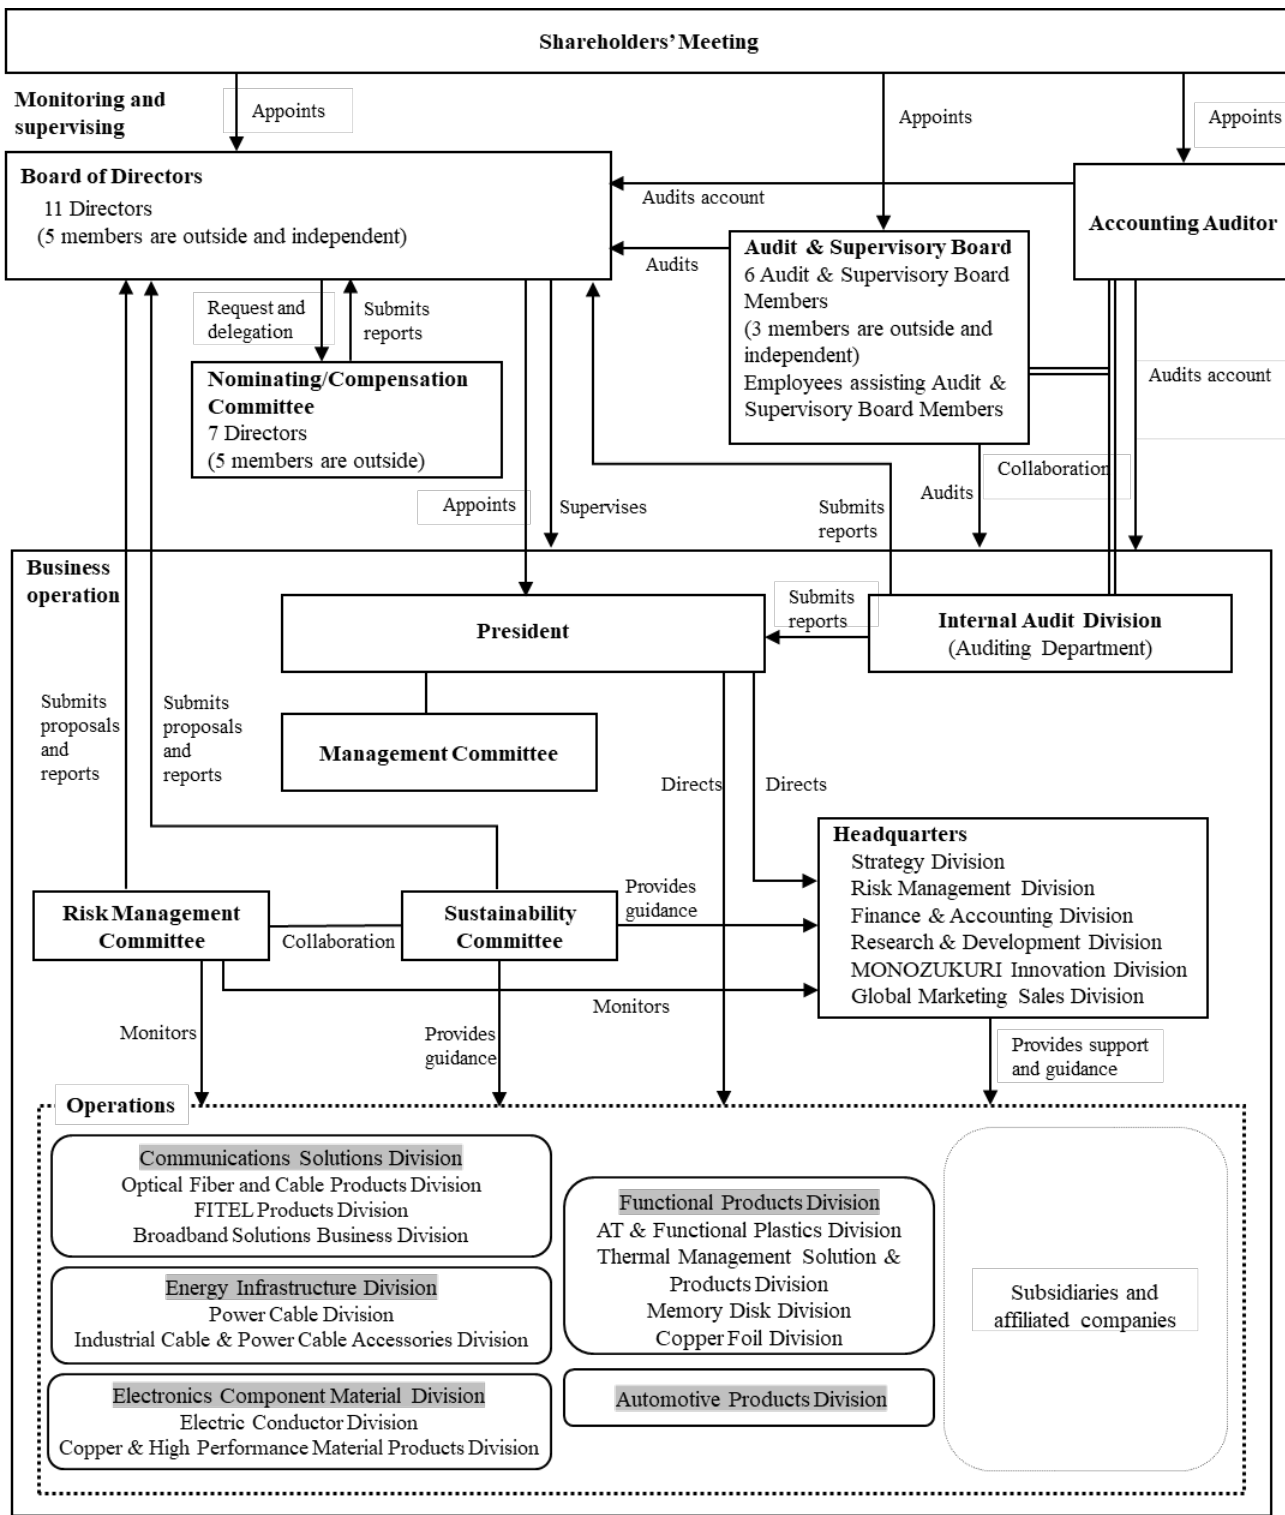 Shareholders' Meeting
Monitoring and
supervising
Appoints
Appoints
Appoints
Board of Directors
11 Directors
(5 members are outside and independent)
Audits account
Accounting Auditor
Audits
Audit & Supervisory Board
6 Audit & Supervisory Board
Members
(3 members are outside and
independent)
Employees assisting Audit &
Supervisory Board Members
Request and
delegation
Submits
reports
Nominating/Compensation
Committee
7 Directors
(5 members are outside)
Audits account
Collaboration
Appoints
Supervises
Submits
reports
Audits
Business
operation
President
Submits
reports
Internal Audit Division
(Auditing Department)
Management Committee
Submits
proposals
and
reports
Submits
proposals
and
reports
Directs
Directs
Headquarters
Strategy Division
Risk Management Division
Finance & Accounting Division
Research & Development Division
MONOZUKURI Innovation Division
Global Marketing Sales Division
Risk Management
Committee
Collaboration
Sustainability
Committee
Provides
guidance
Monitors
Monitors
Provides
guidance
Provides support
and guidance
Operations
Communications Solutions Division
Optical Fiber and Cable Products Division
FITEL Products Division
Broadband Solutions Business Division
Energy Infrastructure Division
Power Cable Division
Industrial Cable & Power Cable Accessories Division
Electronics Component Material Division
Electric Conductor Division
Copper & High Performance Material Products Division
Functional Products Division
AT & Functional Plastics Division
Thermal Management Solution &
Products Division
Memory Disk Division
Copper Foil Division
Automotive Products Division
Subsidiaries and
affiliated companies